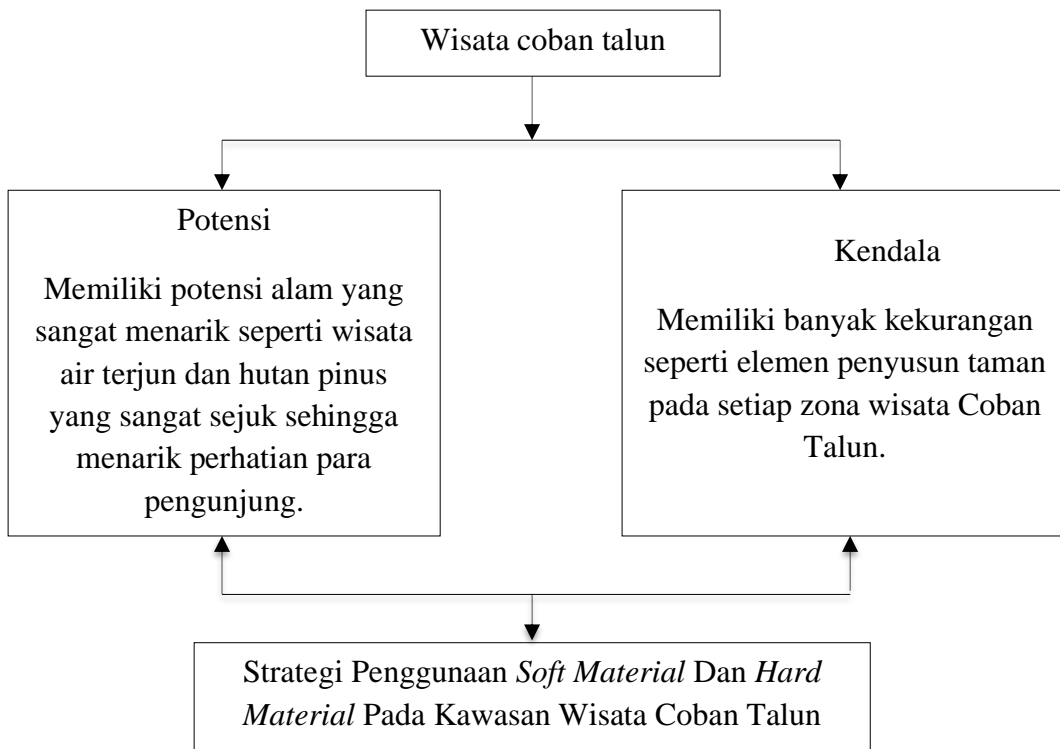 Wisata coban talun
Potensi
Memiliki potensi alam yang
sangat menarik seperti wisata
air terjun dan hutan pinus
yang sangat sejuk sehingga
menarik perhatian para
pengunjung.
Kendala
Memiliki banyak kekurangan
seperti elemen penyusun taman
pada setiap zona wisata Coban
Talun.
Strategi Penggunaan Soft Material Dan Hard
Material Pada Kawasan Wisata Coban Talun